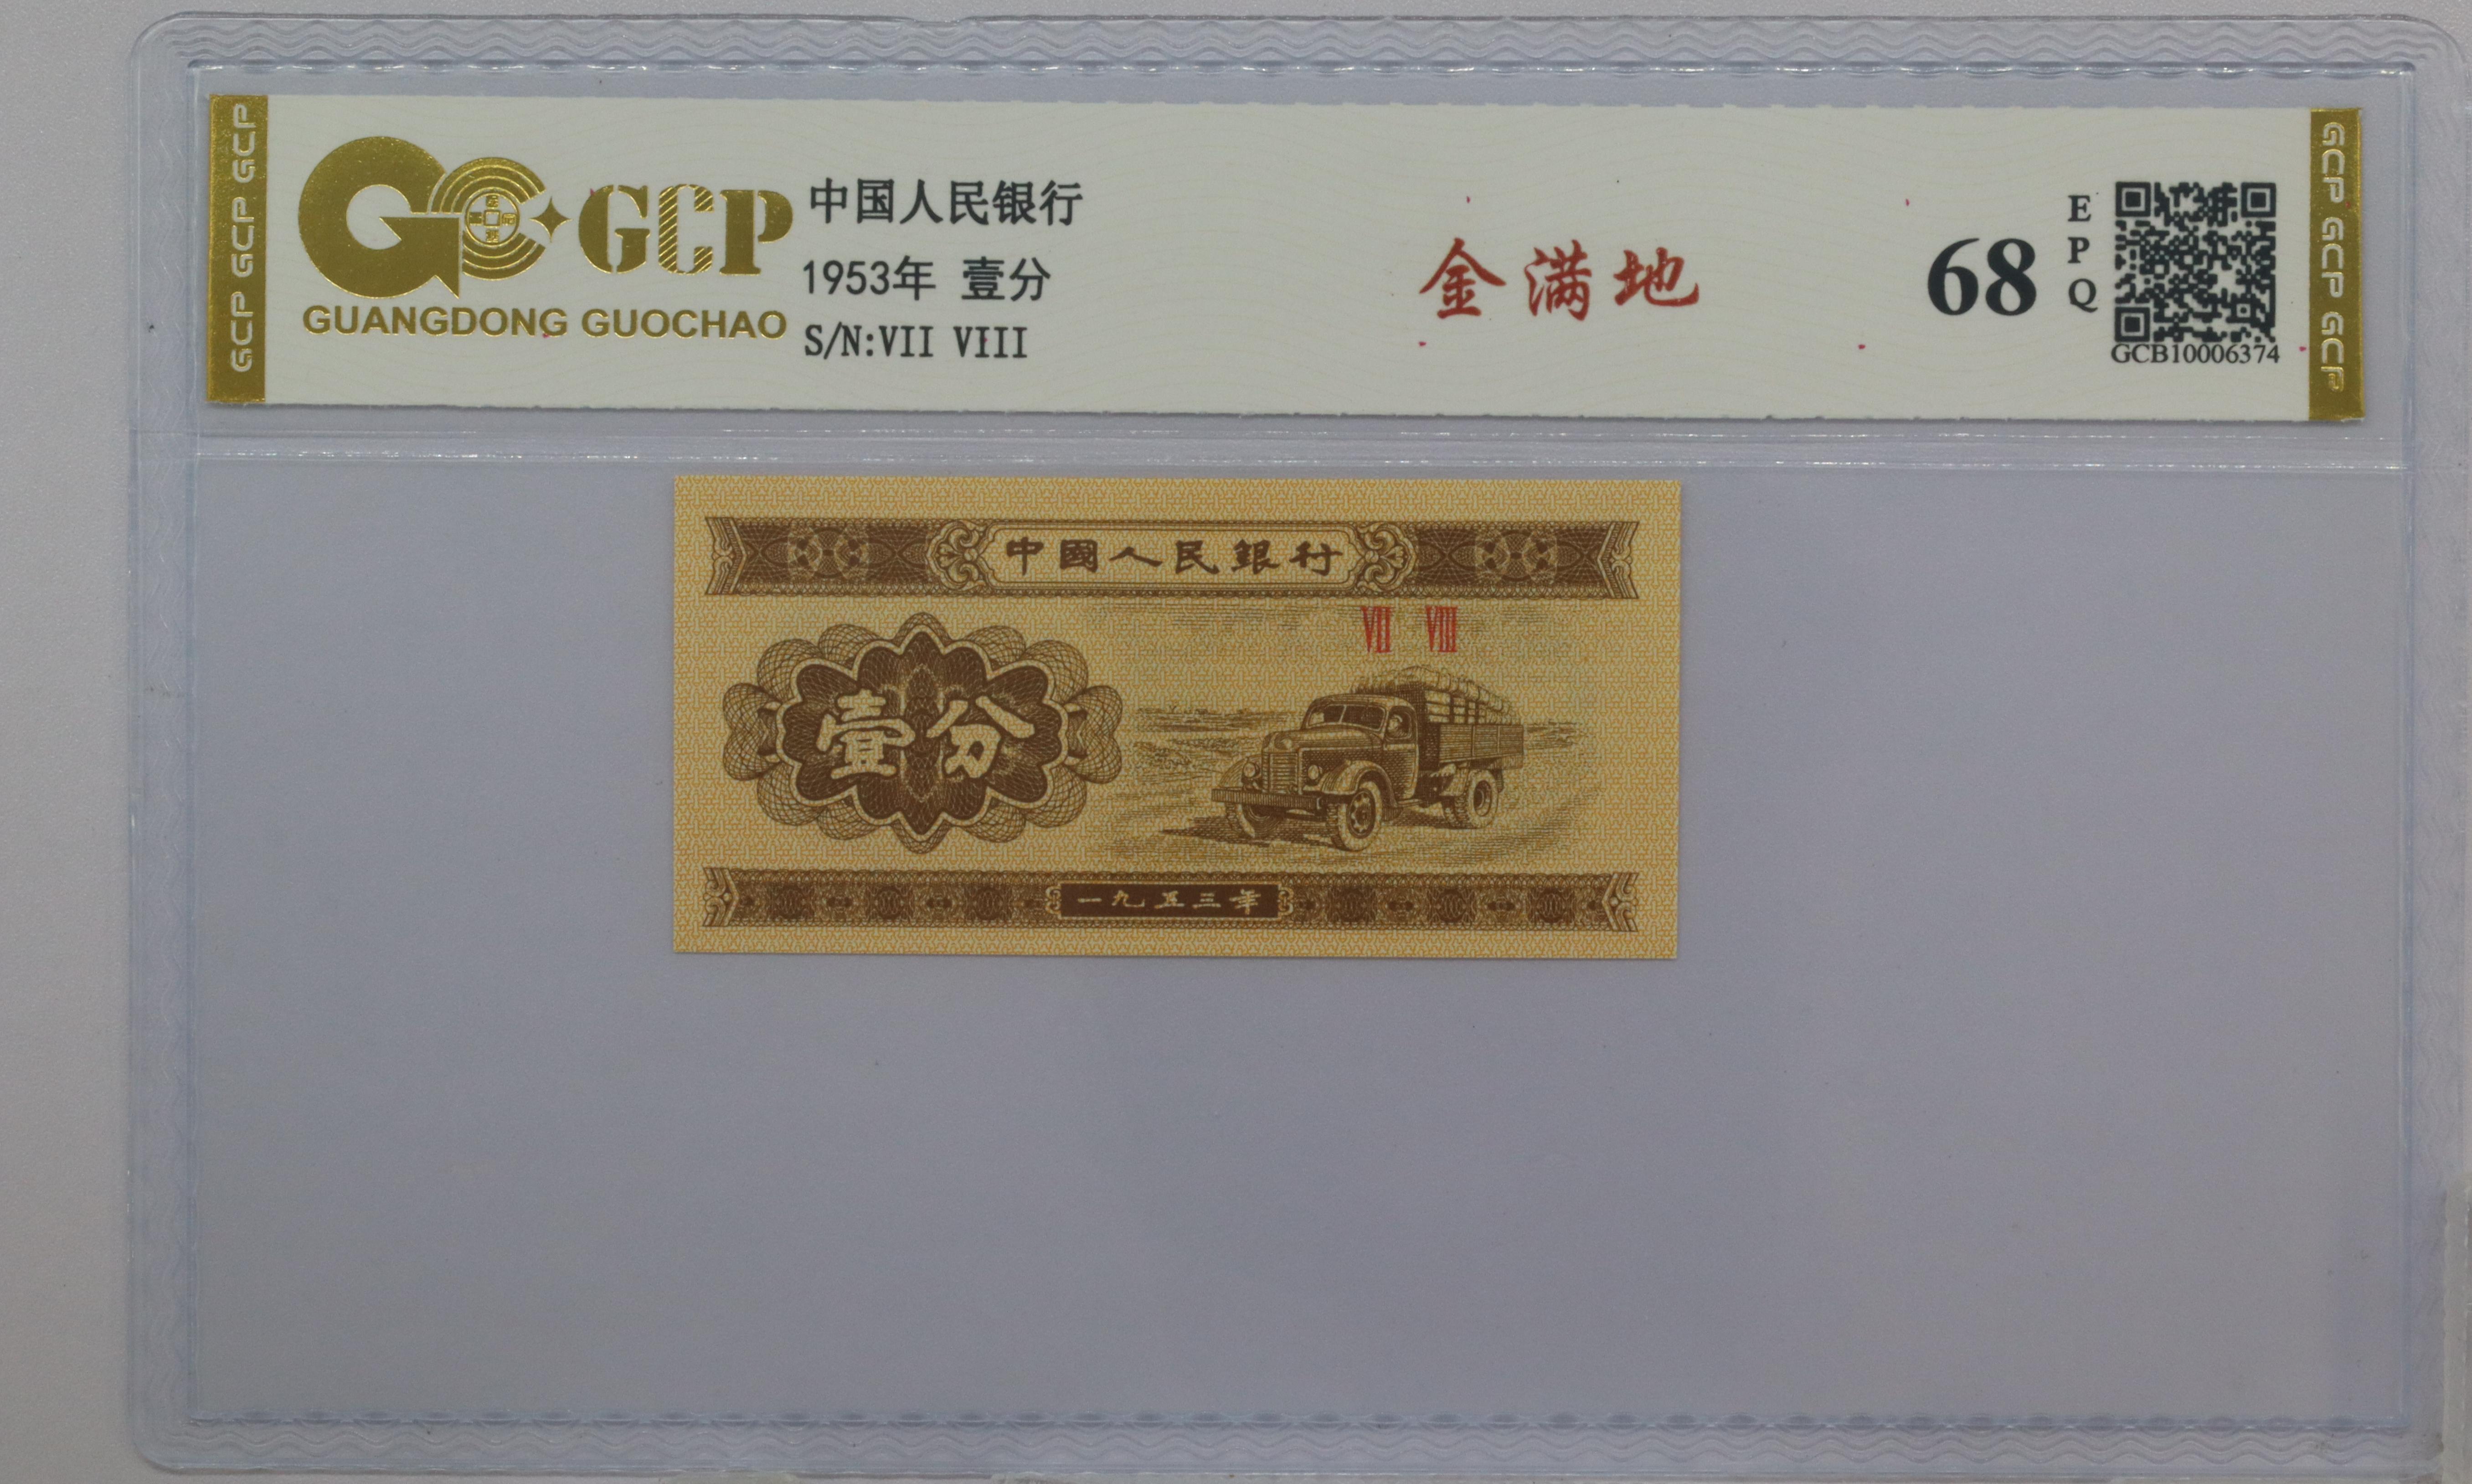 GCP GCP GCP
GCP
GUANGDONG GUOCHAO
中国人民银行
1953年 壹分
S/N:VII VIII
金满地
68
EPQ
GCB10006374
GCP GCP GCP GCP
中國人民銀行
VII VIII
壹分
一九五三年